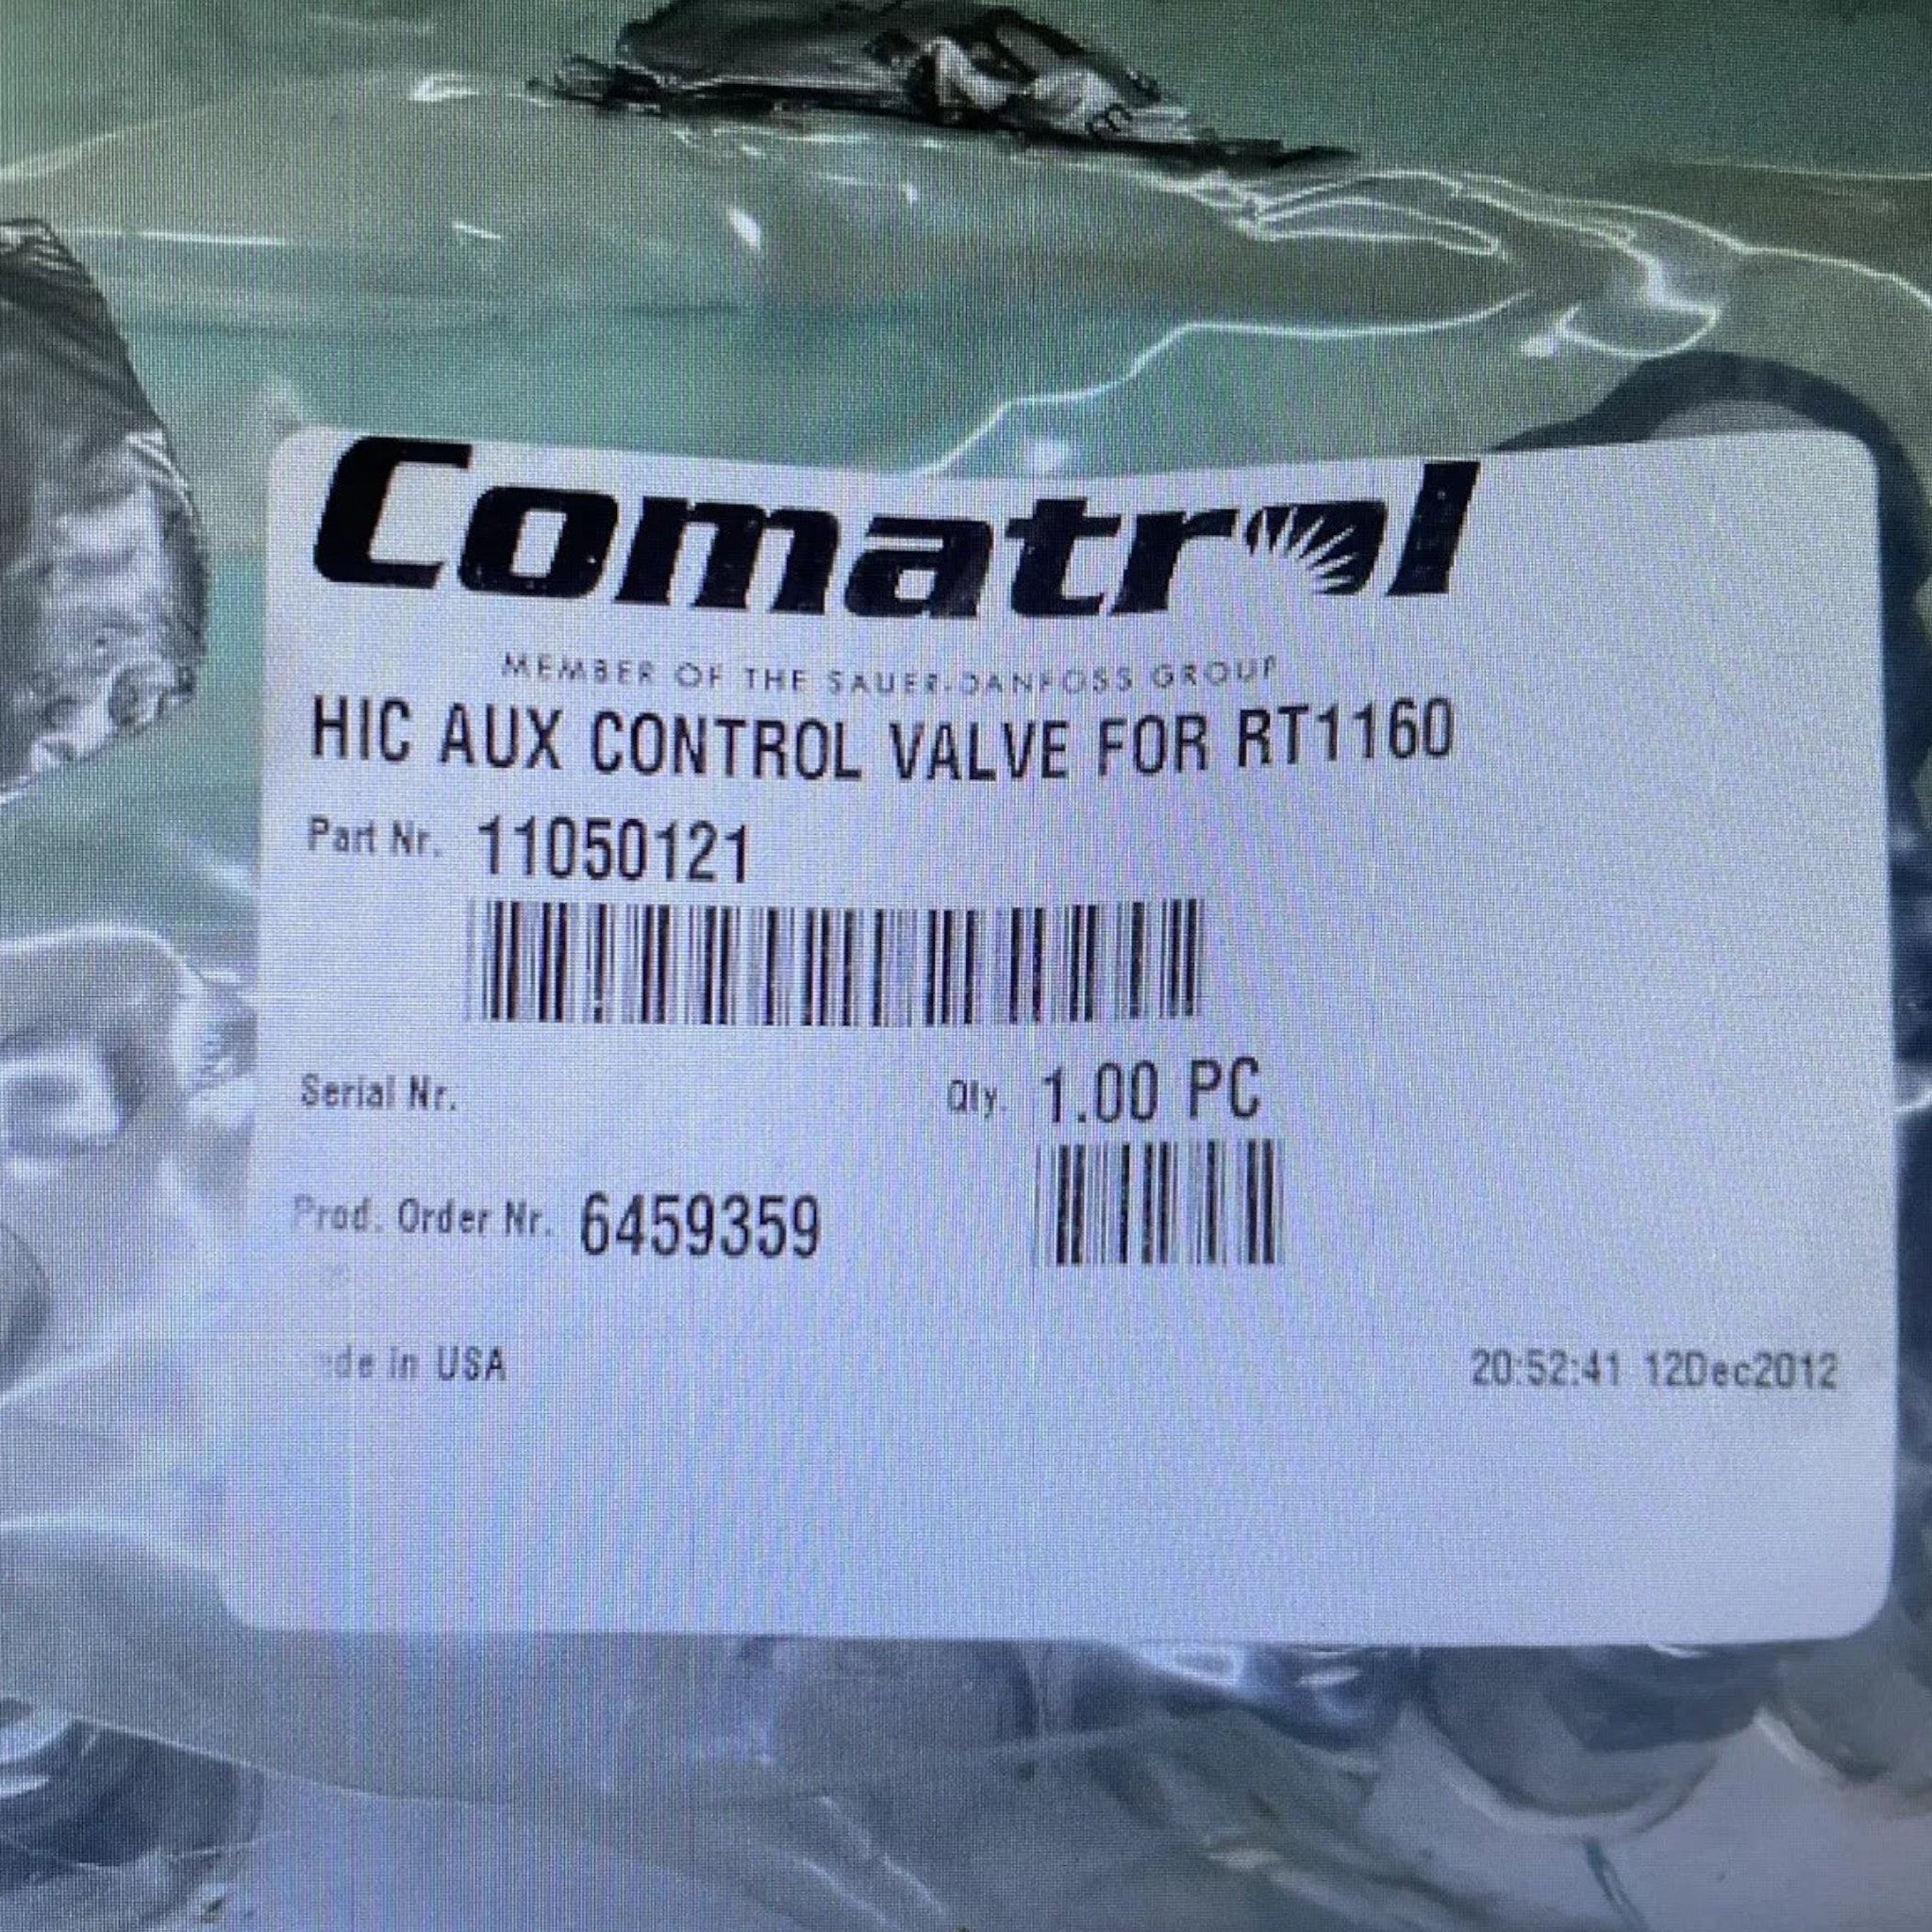 Comatrol
MEMBER OF THE SAUER-DANFOSS GROUP
HIC AUX CONTROL VALVE FOR RT1160
Part Nr. 11050121
Serial Nr.
Qty. 1.00 PC
Prod. Order Nr. 6459359
de in USA
20:52:41 12Dec2012